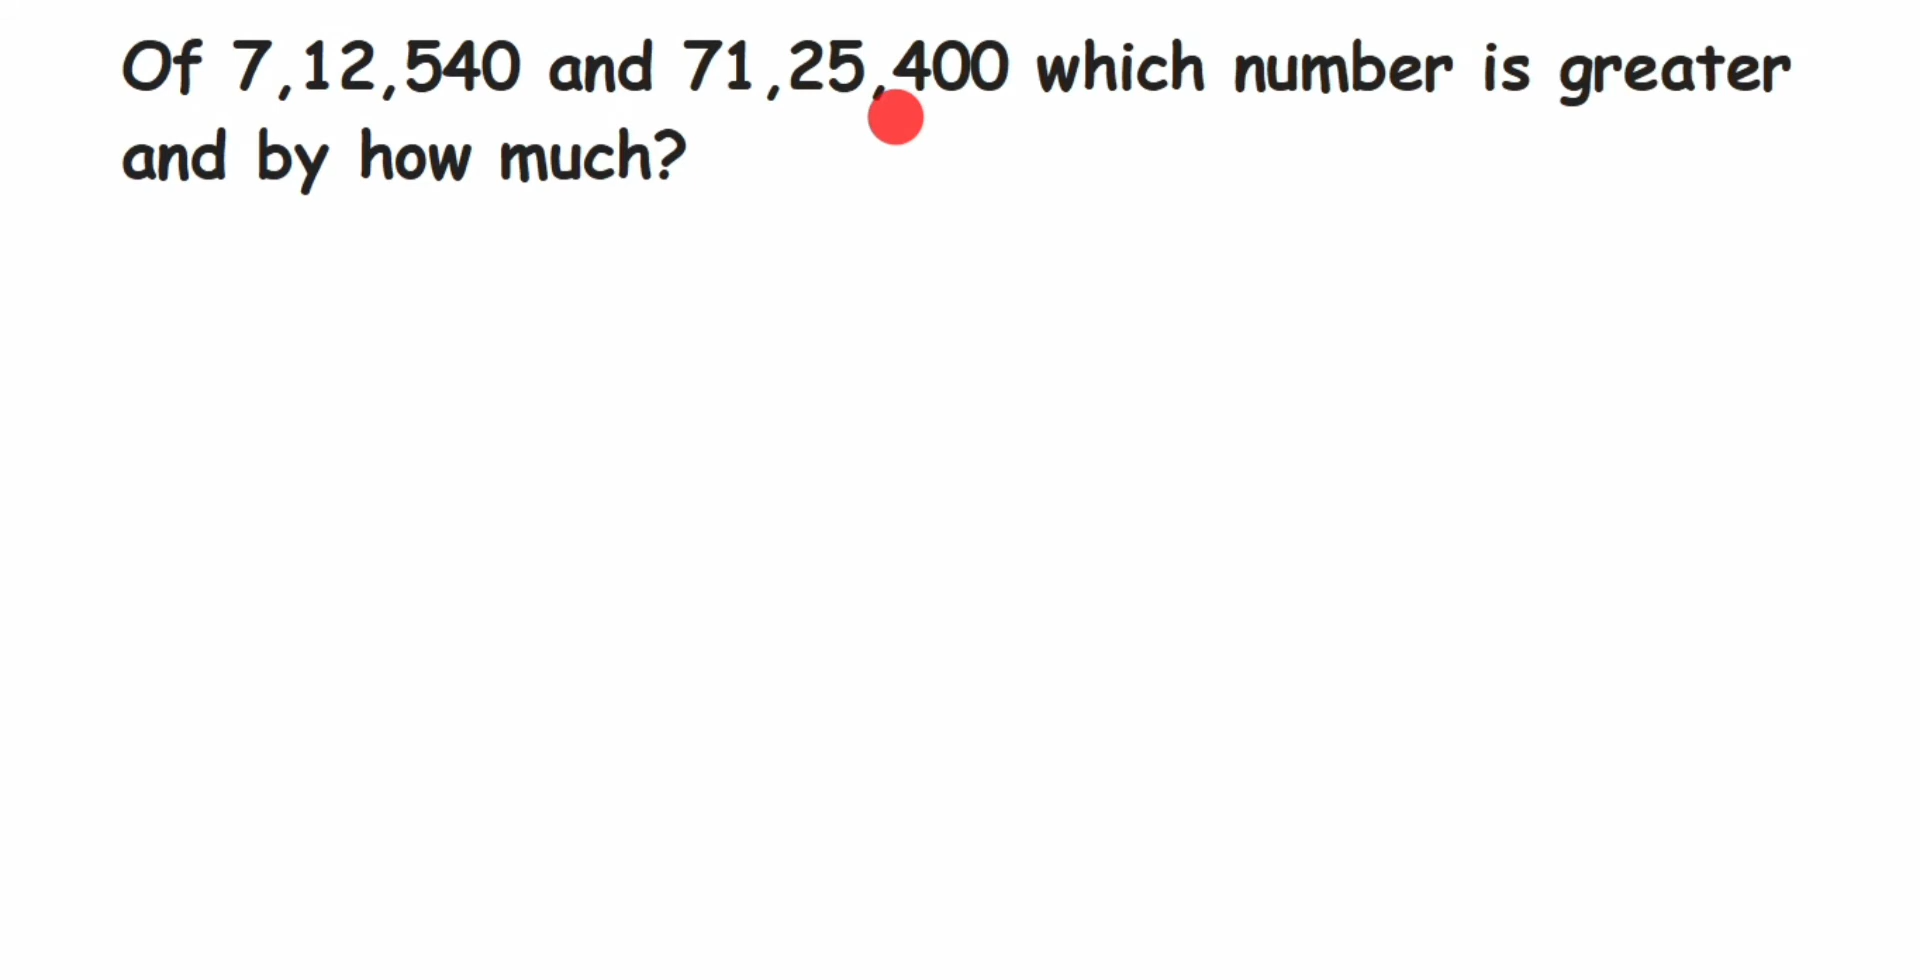 Of 7,12,540 and 71,25,400 which number is greater
and by how much?